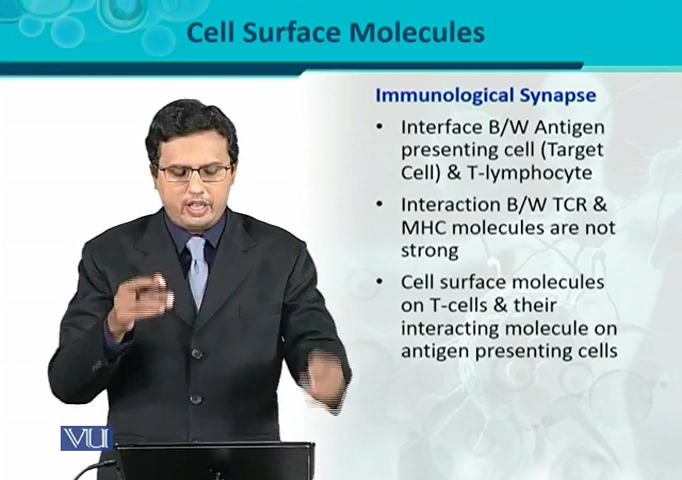 Cell Surface Molecules
Immunological Synapse
• Interface B/W Antigen
presenting cell (Target
Cell) & T-lymphocyte
• Interaction B/W TCR &
MHC molecules are not
strong
• Cell surface molecules
on T-cells & their
interacting molecule on
antigen presenting cells
VU